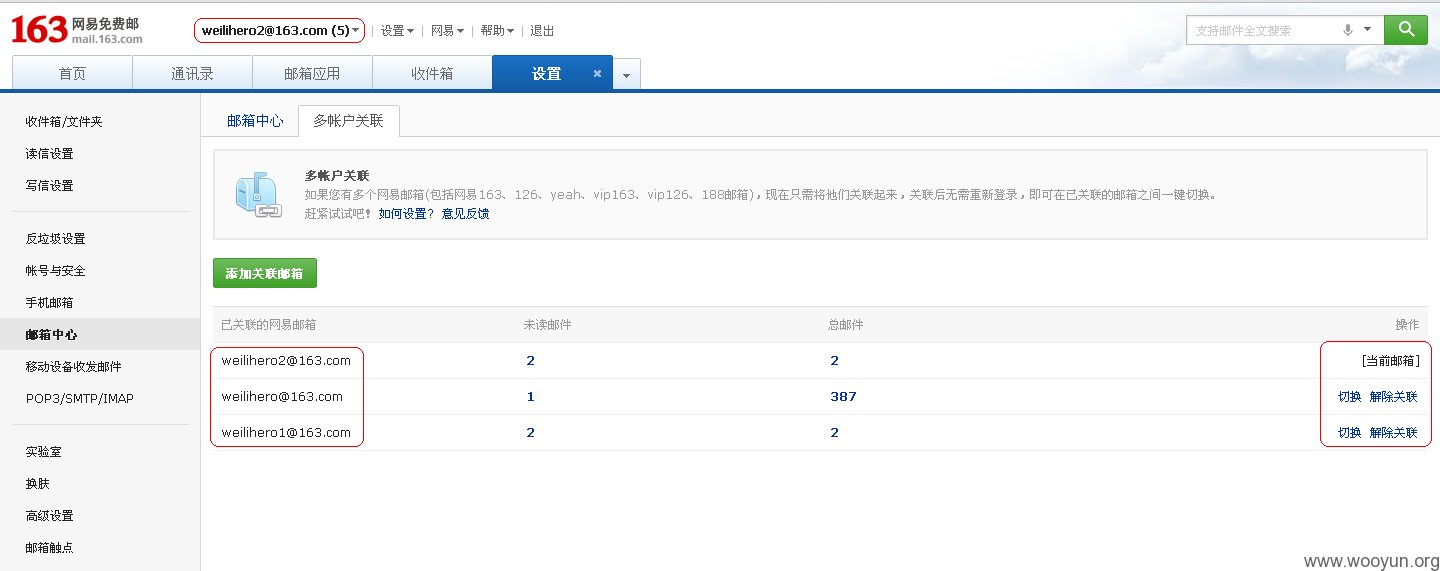 163 网易免费邮
mail.163.com
weilihero2@163.com (5) | 设置 | 网易 | 帮助 | 退出
支持邮件全文搜索
首页 通讯录 邮箱应用 收件箱 设置 ×
收件箱/文件夹
读信设置
写信设置
反垃圾设置
帐号与安全
手机邮箱
邮箱中心
移动设备收发邮件
POP3/SMTP/IMAP
实验室
换肤
高级设置
邮箱触点
邮箱中心 多帐户关联
多帐户关联
如果您有多个网易邮箱(包括网易163、126、yeah、vip163、vip126、188邮箱)，现在只需将他们关联起来，关联后无需重新登录，即可在已关联的邮箱之间一键切换。
赶紧试试吧！ 如何设置？ 意见反馈
添加关联邮箱
已关联的网易邮箱 未读邮件 总邮件 操作
weilihero2@163.com 2 2 [当前邮箱]
weilihero@163.com 1 387 切换 解除关联
weilihero1@163.com 2 2 切换 解除关联
www.wooyun.org